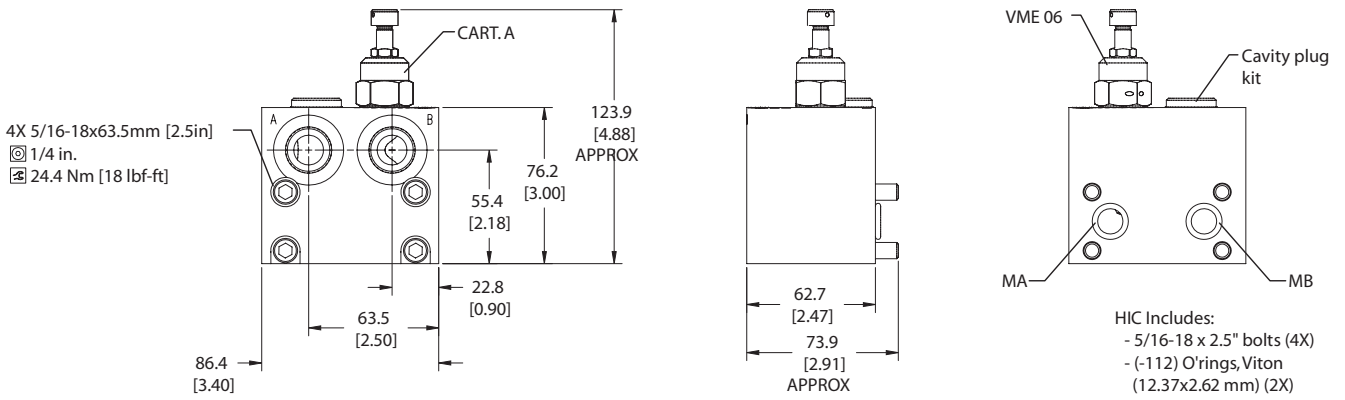 4X 5/16-18x63.5mm [2.5in]
1/4 in.
24.4 Nm [18 lbf-ft]
CART. A
A
B
123.9
[4.88]
APPROX
76.2
[3.00]
55.4
[2.18]
22.8
[0.90]
63.5
[2.50]
86.4
[3.40]
62.7
[2.47]
73.9
[2.91]
APPROX
VME 06
Cavity plug
kit
MA
MB
HIC Includes:
- 5/16-18 x 2.5" bolts (4X)
- (-112) O'rings, Viton
(12.37x2.62 mm) (2X)